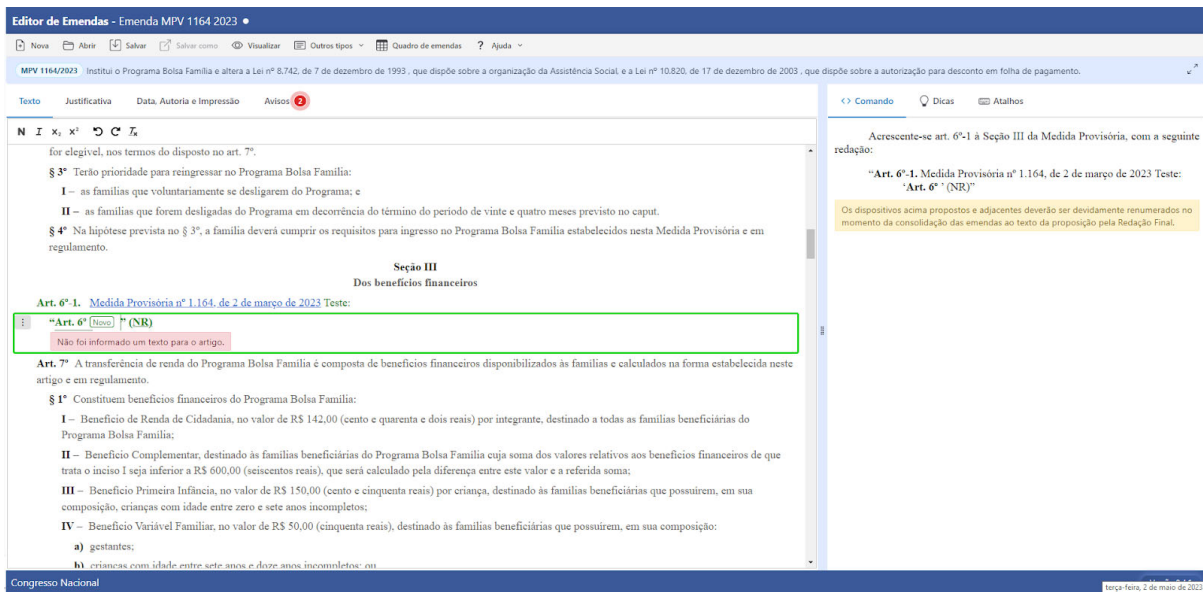 Editor de Emendas - Emenda MPV 1164 2023 ●
Nova Abrir Salvar Salvar como Visualizar Outros tipos Quadro de emendas ? Ajuda
MPV 1164/2023 Institui o Programa Bolsa Família e altera a Lei nº 8.742, de 7 de dezembro de 1993 , que dispõe sobre a organização da Assistência Social, e a Lei nº 10.820, de 17 de dezembro de 2003 , que dispõe sobre a autorização para desconto em folha de pagamento.
Texto Justificativa Data, Autoria e Impressão Avisos 2
N I x₂ x²
for elegível, nos termos do disposto no art. 7º.
§ 3º Terão prioridade para reingressar no Programa Bolsa Família:
I – as famílias que voluntariamente se desligarem do Programa; e
II – as famílias que forem desligadas do Programa em decorrência do término do período de vinte e quatro meses previsto no caput.
§ 4º Na hipótese prevista no § 3º, a família deverá cumprir os requisitos para ingresso no Programa Bolsa Família estabelecidos nesta Medida Provisória e em
regulamento.
Seção III
Dos benefícios financeiros
Art. 6º-1. Medida Provisória nº 1.164, de 2 de março de 2023 Teste:
“Art. 6º Novo ” (NR)
Não foi informado um texto para o artigo.
Art. 7º A transferência de renda do Programa Bolsa Família é composta de benefícios financeiros disponibilizados às famílias e calculados na forma estabelecida neste
artigo e em regulamento.
§ 1º Constituem benefícios financeiros do Programa Bolsa Família:
I – Benefício de Renda de Cidadania, no valor de R$ 142,00 (cento e quarenta e dois reais) por integrante, destinado a todas as famílias beneficiárias do
Programa Bolsa Família;
II – Benefício Complementar, destinado às famílias beneficiárias do Programa Bolsa Família cuja soma dos valores relativos aos benefícios financeiros de que
trata o inciso I seja inferior a R$ 600,00 (seiscentos reais), que será calculado pela diferença entre este valor e a referida soma;
III – Benefício Primeira Infância, no valor de R$ 150,00 (cento e cinquenta reais) por criança, destinado às famílias beneficiárias que possuírem, em sua
composição, crianças com idade entre zero e sete anos incompletos;
IV – Benefício Variável Familiar, no valor de R$ 50,00 (cinquenta reais), destinado às famílias beneficiárias que possuírem, em sua composição:
a) gestantes;
b) crianças com idade entre sete anos e doze anos incompletos; ou
<> Comando Dicas Atalhos
Acrescente-se art. 6º-1 à Seção III da Medida Provisória, com a seguinte
redação:
“Art. 6º-1. Medida Provisória nº 1.164, de 2 de março de 2023 Teste:
‘Art. 6º ’ (NR)”
Os dispositivos acima propostos e adjacentes deverão ser devidamente renumerados no
momento da consolidação das emendas ao texto da proposição pela Redação Final.
Congresso Nacional
terça-feira, 2 de maio de 2023